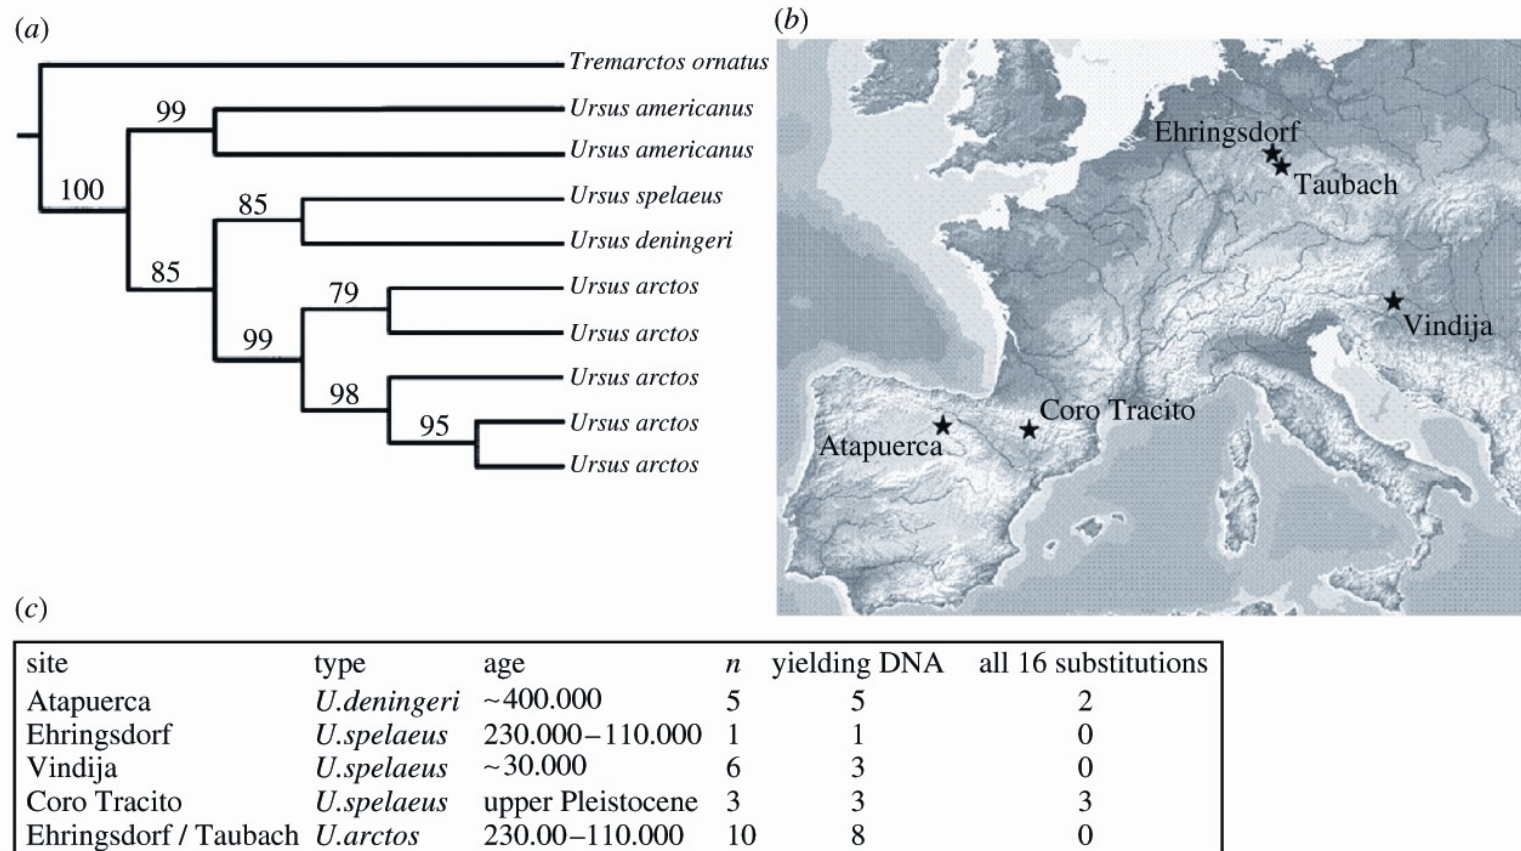 (a)
Tremarctos ornatus
99
Ursus americanus
Ursus americanus
100
85
Ursus spelaeus
Ursus deningeri
85
79
Ursus arctos
Ursus arctos
99
98
Ursus arctos
95
Ursus arctos
Ursus arctos
(b)
Ehringsdorf
Taubach
Vindija
Coro Tracito
Atapuerca
(c)
site type age n yielding DNA all 16 substitutions
Atapuerca U.deningeri ~400.000 5 5 2
Ehringsdorf U.spelaeus 230.000–110.000 1 1 0
Vindija U.spelaeus ~30.000 6 3 0
Coro Tracito U.spelaeus upper Pleistocene 3 3 3
Ehringsdorf / Taubach U.arctos 230.00–110.000 10 8 0